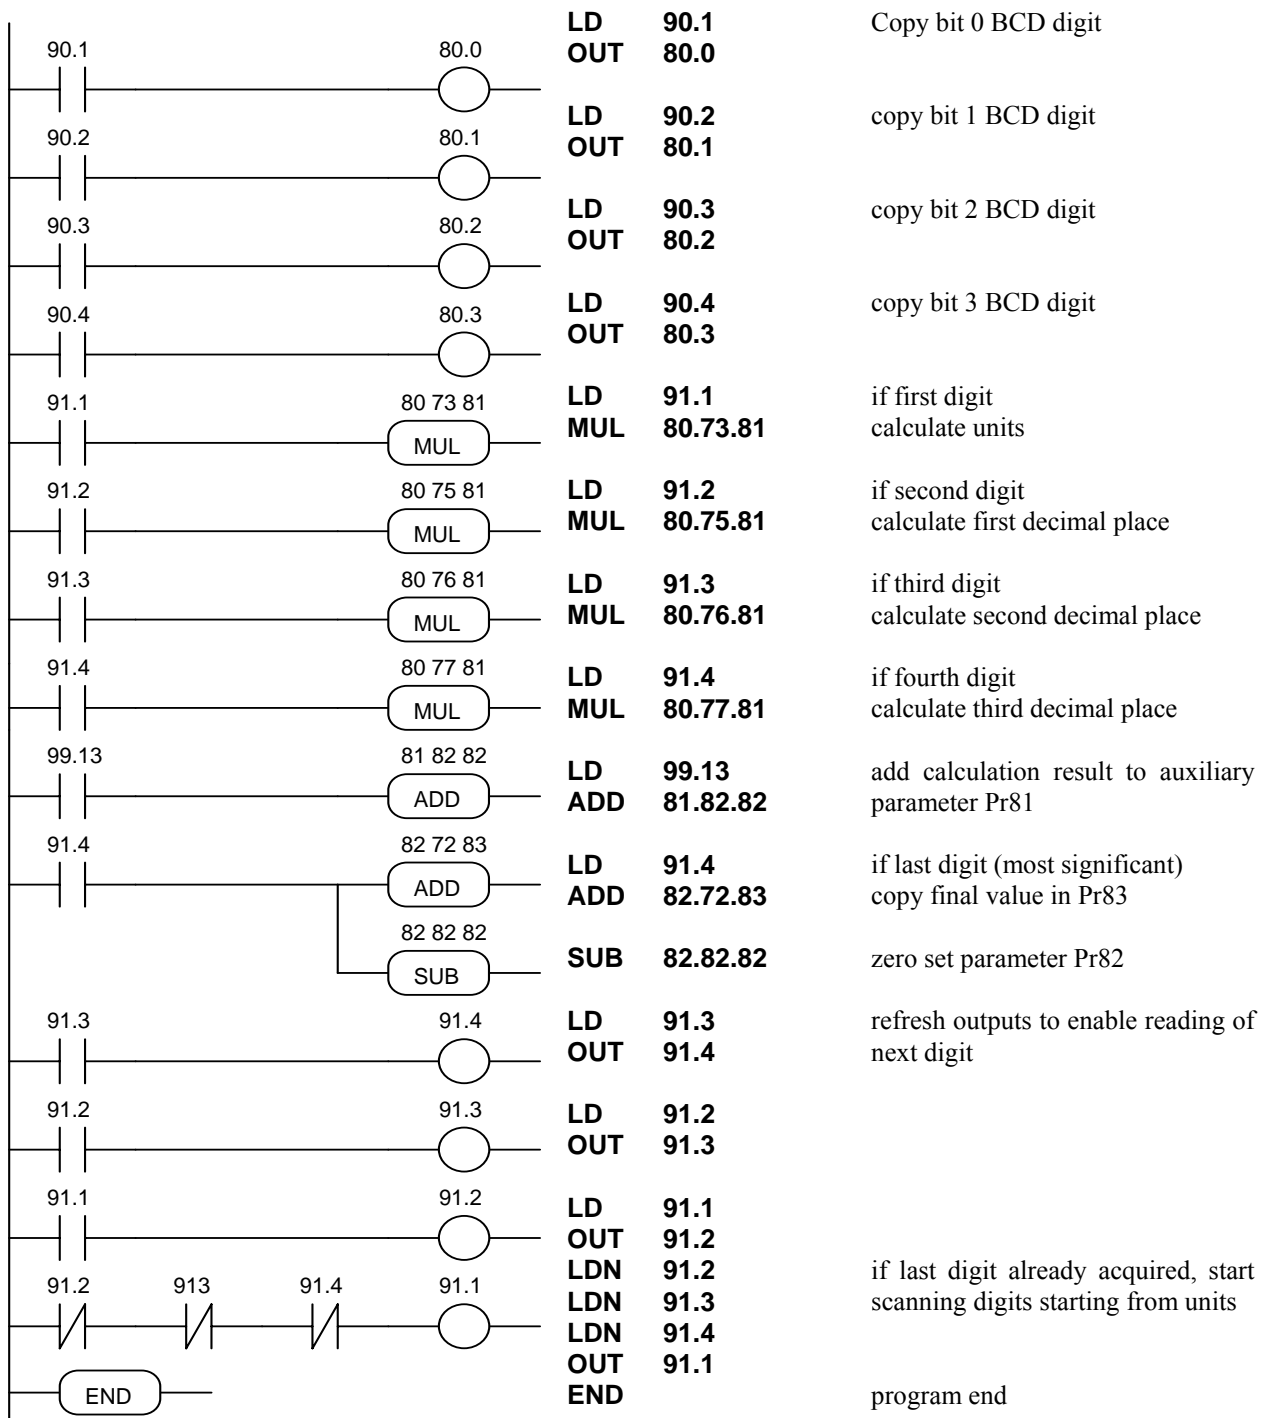 LD 90.1 Copy bit 0 BCD digit
90.1 80.0 OUT 80.0
LD 90.2 copy bit 1 BCD digit
90.2 80.1 OUT 80.1
LD 90.3 copy bit 2 BCD digit
90.3 80.2 OUT 80.2
LD 90.4 copy bit 3 BCD digit
90.4 80.3 OUT 80.3
91.1 80 73 81 LD 91.1 if first digit
MUL MUL 80.73.81 calculate units
91.2 80 75 81 LD 91.2 if second digit
MUL MUL 80.75.81 calculate first decimal place
91.3 80 76 81 LD 91.3 if third digit
MUL MUL 80.76.81 calculate second decimal place
91.4 80 77 81 LD 91.4 if fourth digit
MUL MUL 80.77.81 calculate third decimal place
99.13 81 82 82 LD 99.13 add calculation result to auxiliary
ADD ADD 81.82.82 parameter Pr81
91.4 82 72 83 LD 91.4 if last digit (most significant)
ADD ADD 82.72.83 copy final value in Pr83
82 82 82
SUB SUB 82.82.82 zero set parameter Pr82
91.3 91.4 LD 91.3 refresh outputs to enable reading of
OUT 91.4 next digit
91.2 91.3 LD 91.2
OUT 91.3
91.1 91.2 LD 91.1
OUT 91.2
91.2 913 91.4 91.1 LDN 91.2 if last digit already acquired, start
LDN 91.3 scanning digits starting from units
LDN 91.4
OUT 91.1
END END program end